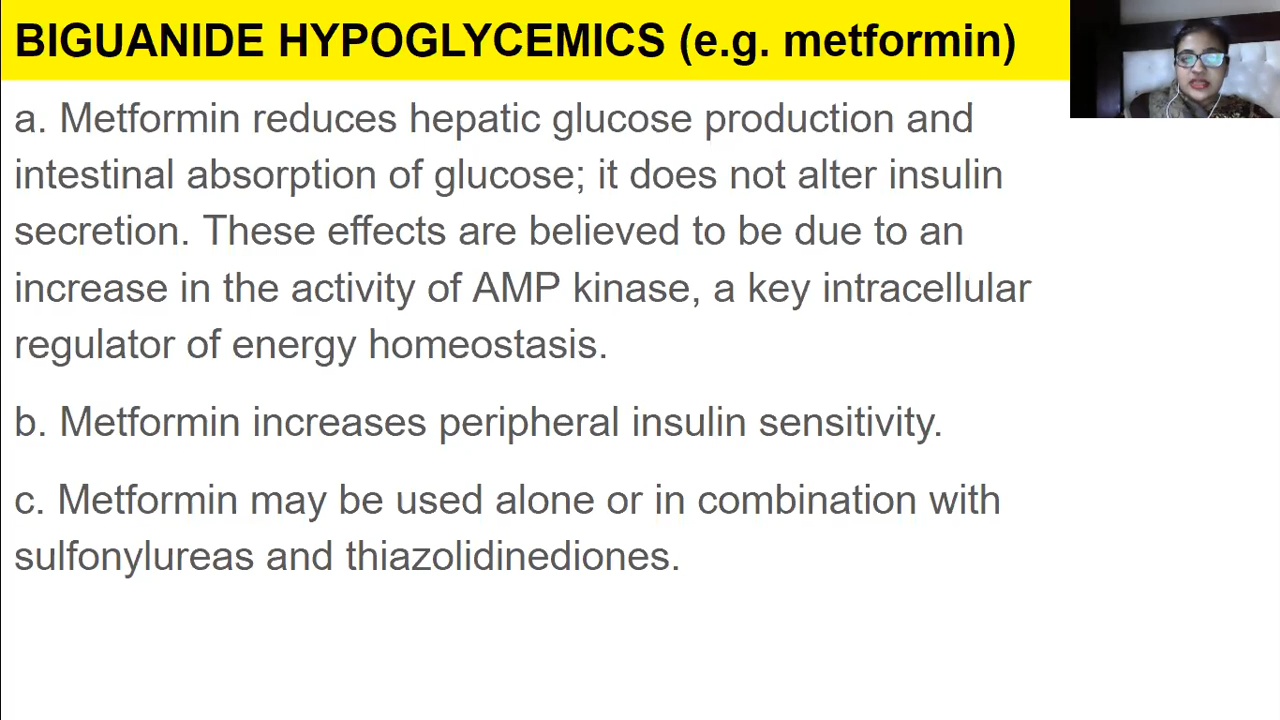 BIGUANIDE HYPOGLYCEMICS (e.g. metformin)
a. Metformin reduces hepatic glucose production and
intestinal absorption of glucose; it does not alter insulin
secretion. These effects are believed to be due to an
increase in the activity of AMP kinase, a key intracellular
regulator of energy homeostasis.
b. Metformin increases peripheral insulin sensitivity.
c. Metformin may be used alone or in combination with
sulfonylureas and thiazolidinediones.